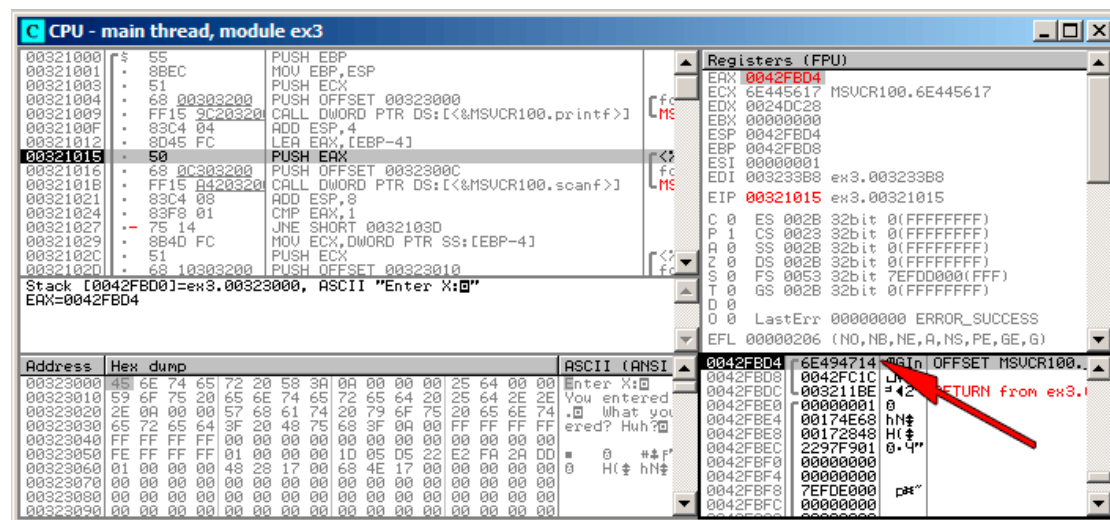 CPU - main thread, module ex3
00321000 $ 55 PUSH EBP
00321001 . 8BEC MOV EBP,ESP
00321003 . 51 PUSH ECX
00321004 . 68 00303200 PUSH OFFSET 00323000
00321009 . FF15 9C203200 CALL DWORD PTR DS:[<&MSVCR100.printf>]
0032100F . 83C4 04 ADD ESP,4
00321012 . 8D45 FC LEA EAX,[EBP-4]
00321015 . 50 PUSH EAX
00321016 . 68 0C303200 PUSH OFFSET 0032300C
0032101B . FF15 A4203200 CALL DWORD PTR DS:[<&MSVCR100.scanf>]
00321021 . 83C4 08 ADD ESP,8
00321024 . 83F8 01 CMP EAX,1
00321027 .- 75 14 JNE SHORT 0032103D
00321029 . 8B4D FC MOV ECX,DWORD PTR SS:[EBP-4]
0032102C . 51 PUSH ECX
0032102D . 68 10303200 PUSH OFFSET 00323010
Stack [0042FBD0]=ex3.00323000, ASCII "Enter X:"
EAX=0042FBD4
Registers (FPU)
EAX 0042FBD4
ECX 6E445617 MSVCR100.6E445617
EDX 0024DC28
EBX 00000000
ESP 0042FBD4
EBP 0042FBD8
ESI 00000001
EDI 003233B8 ex3.003233B8
EIP 00321015 ex3.00321015
C 0 ES 002B 32bit 0(FFFFFFFF)
P 1 CS 0023 32bit 0(FFFFFFFF)
A 0 SS 002B 32bit 0(FFFFFFFF)
Z 0 DS 002B 32bit 0(FFFFFFFF)
S 0 FS 0053 32bit 7EFDD000(FFF)
T 0 GS 002B 32bit 0(FFFFFFFF)
D 0
O 0 LastErr 00000000 ERROR_SUCCESS
EFL 00000206 (NO,NB,NE,A,NS,PE,GE,G)
Address Hex dump ASCII (ANSI
00323000 45 6E 74 65 72 20 58 3A 0A 00 00 00 25 64 00 00 Enter X:
00323010 59 6F 75 20 65 6E 74 65 72 65 64 20 25 64 2E 2E You entered
00323020 2E 0A 00 00 57 68 61 74 20 79 6F 75 20 65 6E 74 . What you
00323030 65 72 65 64 3F 20 48 75 68 3F 0A 00 FF FF FF FF ered? Huh?
00323040 FF FF FF FF 00 00 00 00 00 00 00 00 00 00 00 00
00323050 FE FF FF FF 01 00 00 00 1D 05 D5 22 E2 FA 2A DD
00323060 01 00 00 00 48 28 17 00 68 4E 17 00 00 00 00 00 H( hN
00323070 00 00 00 00 00 00 00 00 00 00 00 00 00 00 00 00
00323080 00 00 00 00 00 00 00 00 00 00 00 00 00 00 00 00
00323090 00 00 00 00 00 00 00 00 00 00 00 00 00 00 00 00
0042FBD4 6E494714 GIn OFFSET MSVCR100.
0042FBD8 0042FC1C
0042FBDC 003211BE RETURN from ex3.
0042FBE0 00000001
0042FBE4 00174E68 hN
0042FBE8 00172848 H(
0042FBEC 2297F901
0042FBF0 00000000
0042FBF4 00000000
0042FBF8 7EFDE000
0042FBFC 00000000